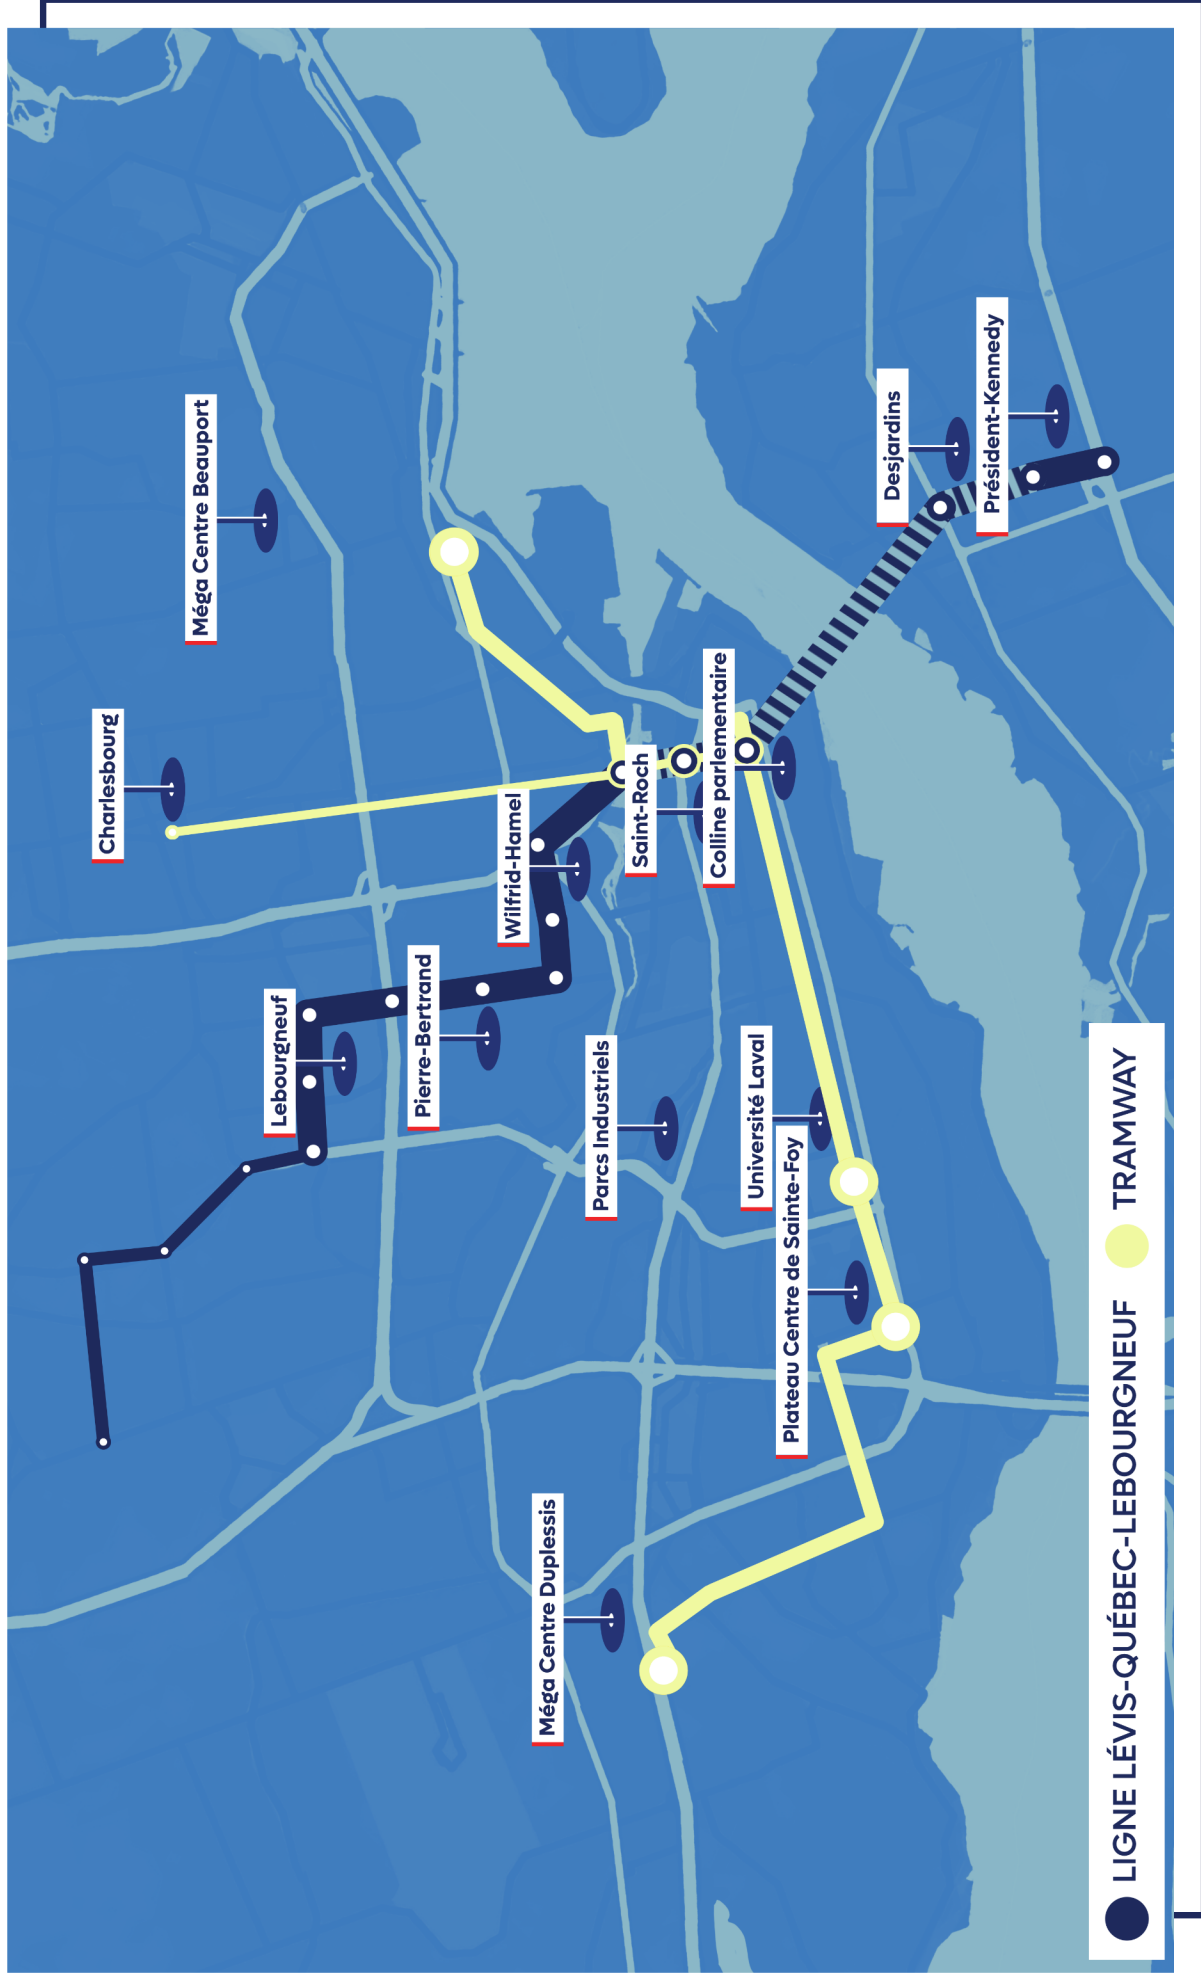 Charlesbourg
Méga Centre Beauport
Lebourgneuf
Pierre-Bertrand
Wilfrid-Hamel
Méga Centre Duplessis
Parcs Industriels
Saint-Roch
Colline parlementaire
Université Laval
Plateau Centre de Sainte-Foy
Desjardins
Président-Kennedy
LIGNE LÉVIS-QUÉBEC-LEBOURGNEUF
TRAMWAY